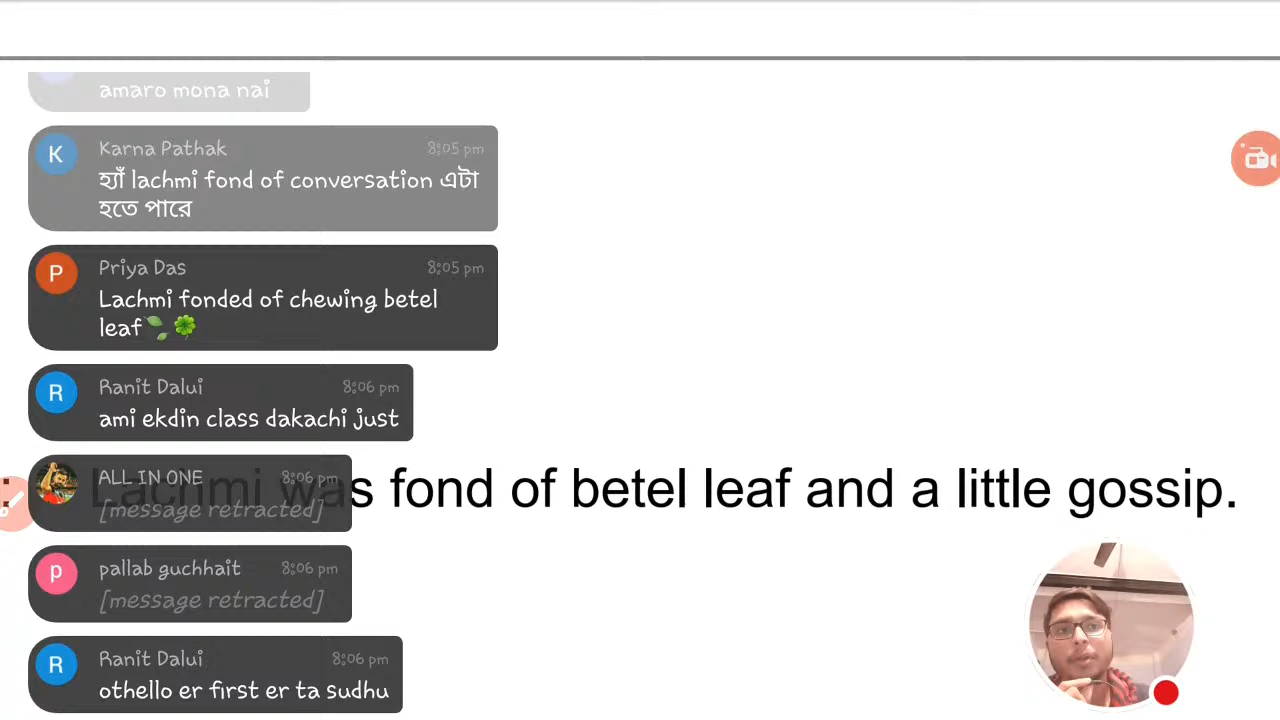 amaro mona nai
K
Karna Pathak 8:05 pm
হ্যাঁ lachmi fond of conversation এটা
হতে পারে
P
Priya Das 8:05 pm
Lachmi fonded of chewing betel
leaf🍃🍀
R
Ranit Dalui 8:06 pm
ami ekdin class dakachi just
ALL IN ONE 8:06 pm
[message retracted]
: Lachmi was fond of betel leaf and a little gossip.
p
pallab guchhait 8:06 pm
[message retracted]
R
Ranit Dalui 8:06 pm
othello er first er ta sudhu